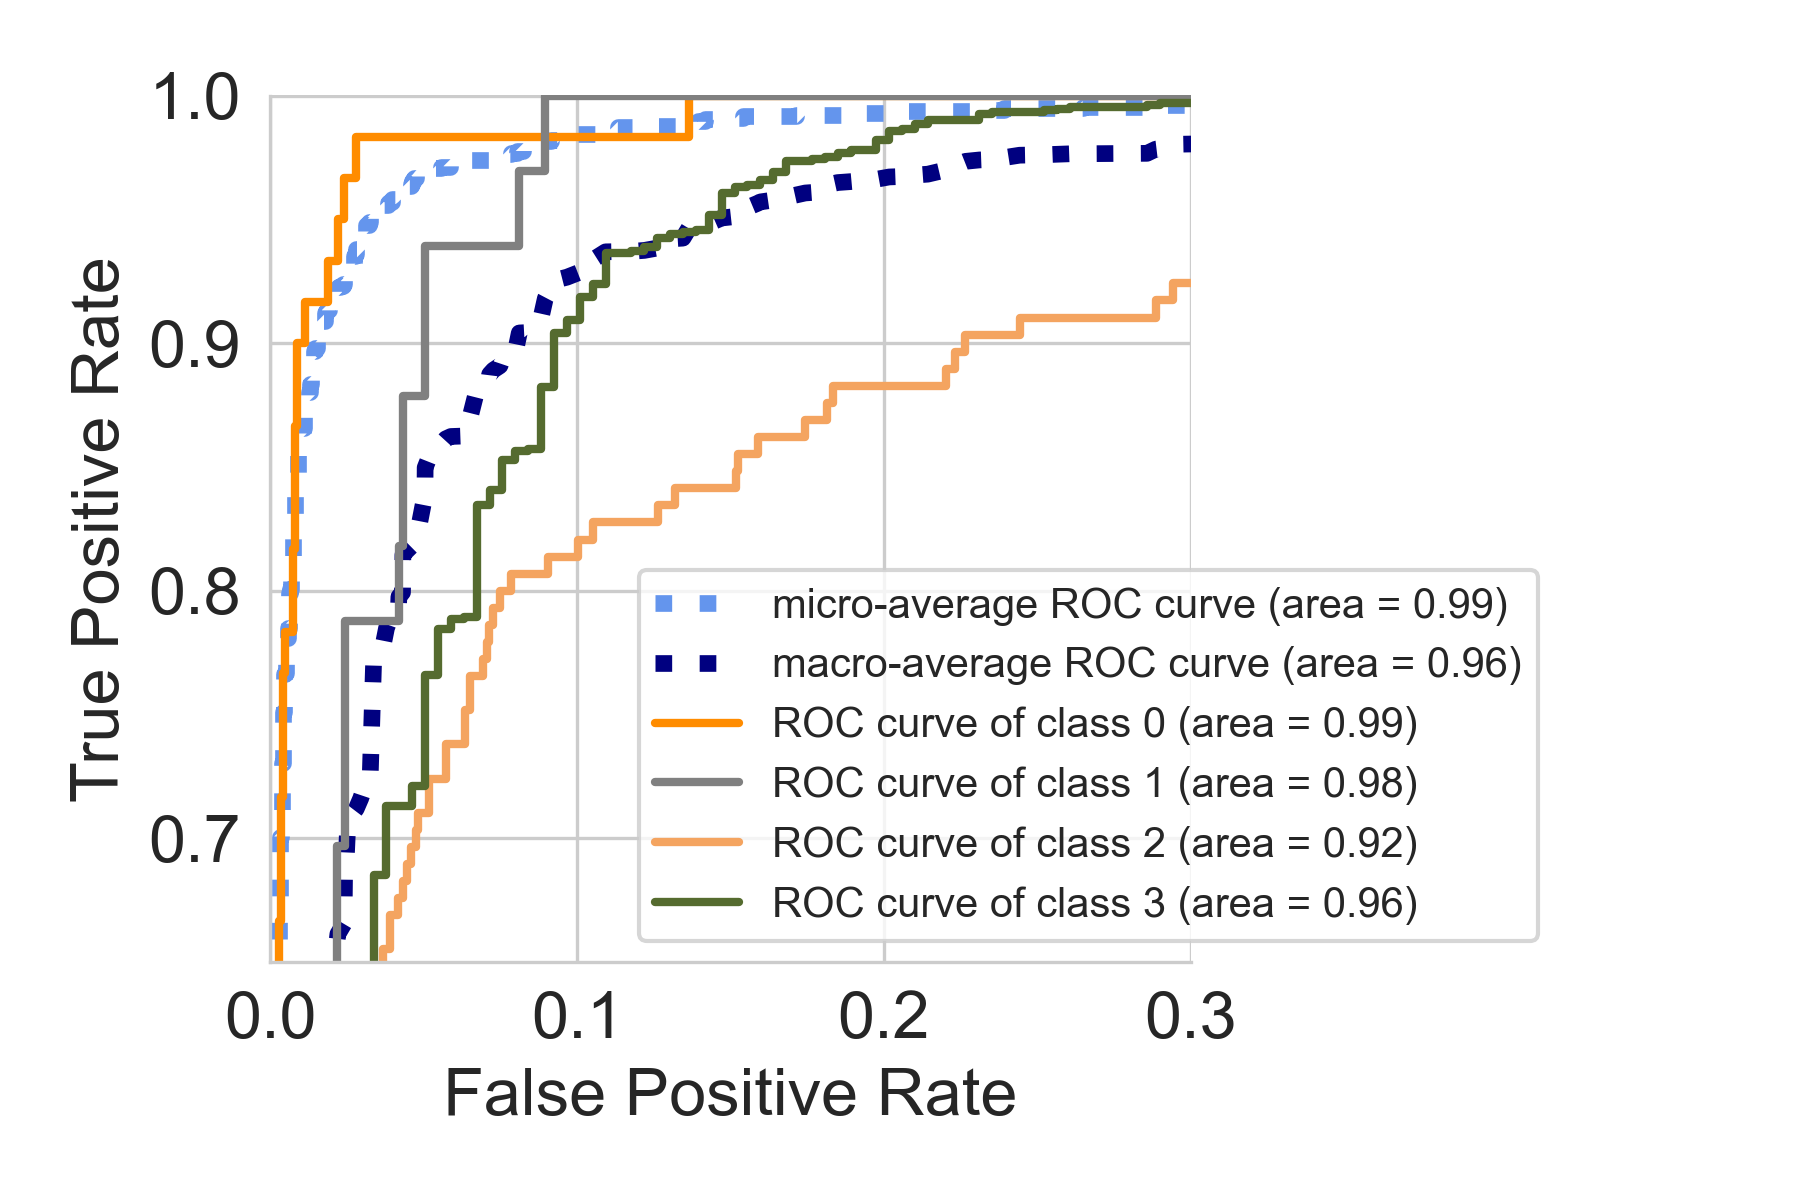 1.0
0.9
0.8
0.7
True Positive Rate
micro-average ROC curve (area = 0.99)
macro-average ROC curve (area = 0.96)
ROC curve of class 0 (area = 0.99)
ROC curve of class 1 (area = 0.98)
ROC curve of class 2 (area = 0.92)
ROC curve of class 3 (area = 0.96)
0.0 0.1 0.2 0.3
False Positive Rate